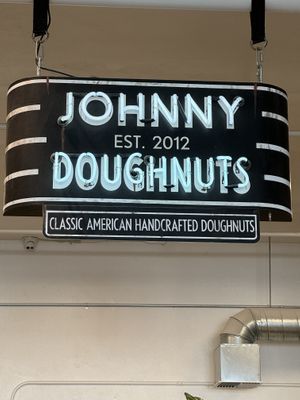 JOHNNY
EST. 2012
DOUGHNUTS
CLASSIC AMERICAN HANDCRAFTED DOUGHNUTS